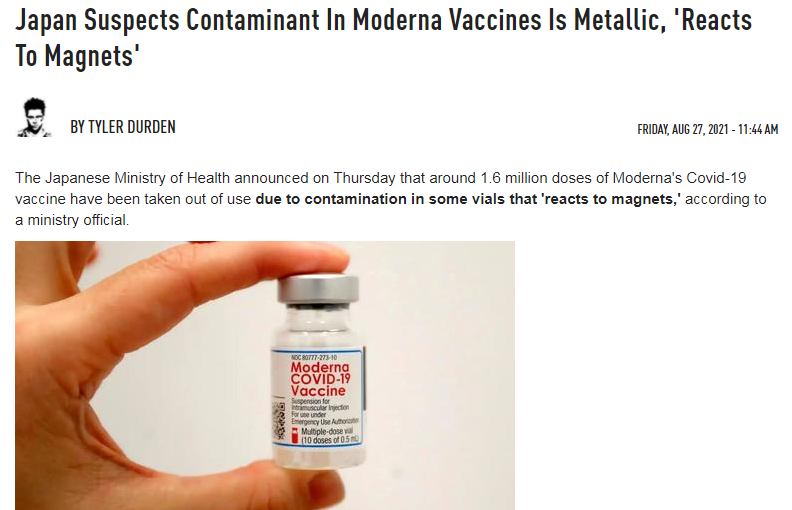 Japan Suspects Contaminant In Moderna Vaccines Is Metallic, 'Reacts
To Magnets'
BY TYLER DURDEN
FRIDAY, AUG 27, 2021 - 11:44 AM
The Japanese Ministry of Health announced on Thursday that around 1.6 million doses of Moderna's Covid-19
vaccine have been taken out of use due to contamination in some vials that 'reacts to magnets,' according to
a ministry official.
NDC 80777-273-10
Moderna
COVID-19
Vaccine
Suspension for
Intramuscular Injection
For use under
Emergency Use Authorization
Multiple-dose vial
(10 doses of 0.5 mL)